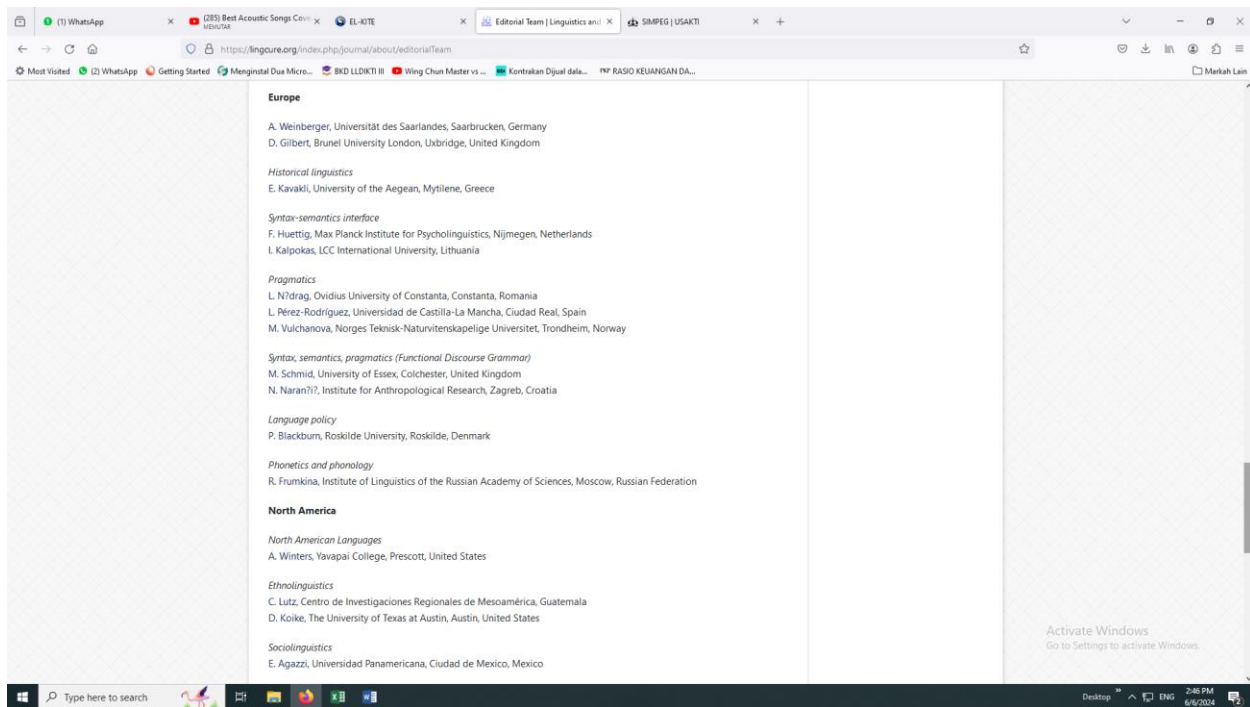 (1) WhatsApp
(285) Best Acoustic Songs Cove
MEMUTAR
EL-KITE
Editorial Team | Linguistics and
SIMPEG | USAKTI
https://lingcure.org/index.php/journal/about/editorialTeam
Most Visited
(2) WhatsApp
Getting Started
Menginstal Dua Micro...
BKD LLDIKTI III
Wing Chun Master vs ...
Kontrakan Dijual dala...
RASIO KEUANGAN DA...
Markah Lain
Europe
A. Weinberger, Universität des Saarlandes, Saarbrucken, Germany
D. Gilbert, Brunel University London, Uxbridge, United Kingdom
Historical linguistics
E. Kavakli, University of the Aegean, Mytilene, Greece
Syntax-semantics interface
F. Huettig, Max Planck Institute for Psycholinguistics, Nijmegen, Netherlands
I. Kalpokas, LCC International University, Lithuania
Pragmatics
L. N?drag, Ovidius University of Constanta, Constanta, Romania
L. Pérez-Rodríguez, Universidad de Castilla-La Mancha, Ciudad Real, Spain
M. Vulchanova, Norges Teknisk-Naturvitenskapelige Universitet, Trondheim, Norway
Syntax, semantics, pragmatics (Functional Discourse Grammar)
M. Schmid, University of Essex, Colchester, United Kingdom
N. Naran?i?, Institute for Anthropological Research, Zagreb, Croatia
Language policy
P. Blackburn, Roskilde University, Roskilde, Denmark
Phonetics and phonology
R. Frumkina, Institute of Linguistics of the Russian Academy of Sciences, Moscow, Russian Federation
North America
North American Languages
A. Winters, Yavapai College, Prescott, United States
Ethnolinguistics
C. Lutz, Centro de Investigaciones Regionales de Mesoamérica, Guatemala
D. Koike, The University of Texas at Austin, Austin, United States
Sociolinguistics
E. Agazzi, Universidad Panamericana, Ciudad de Mexico, Mexico
Activate Windows
Go to Settings to activate Windows.
Type here to search
Desktop
ENG
2:46 PM
6/6/2024